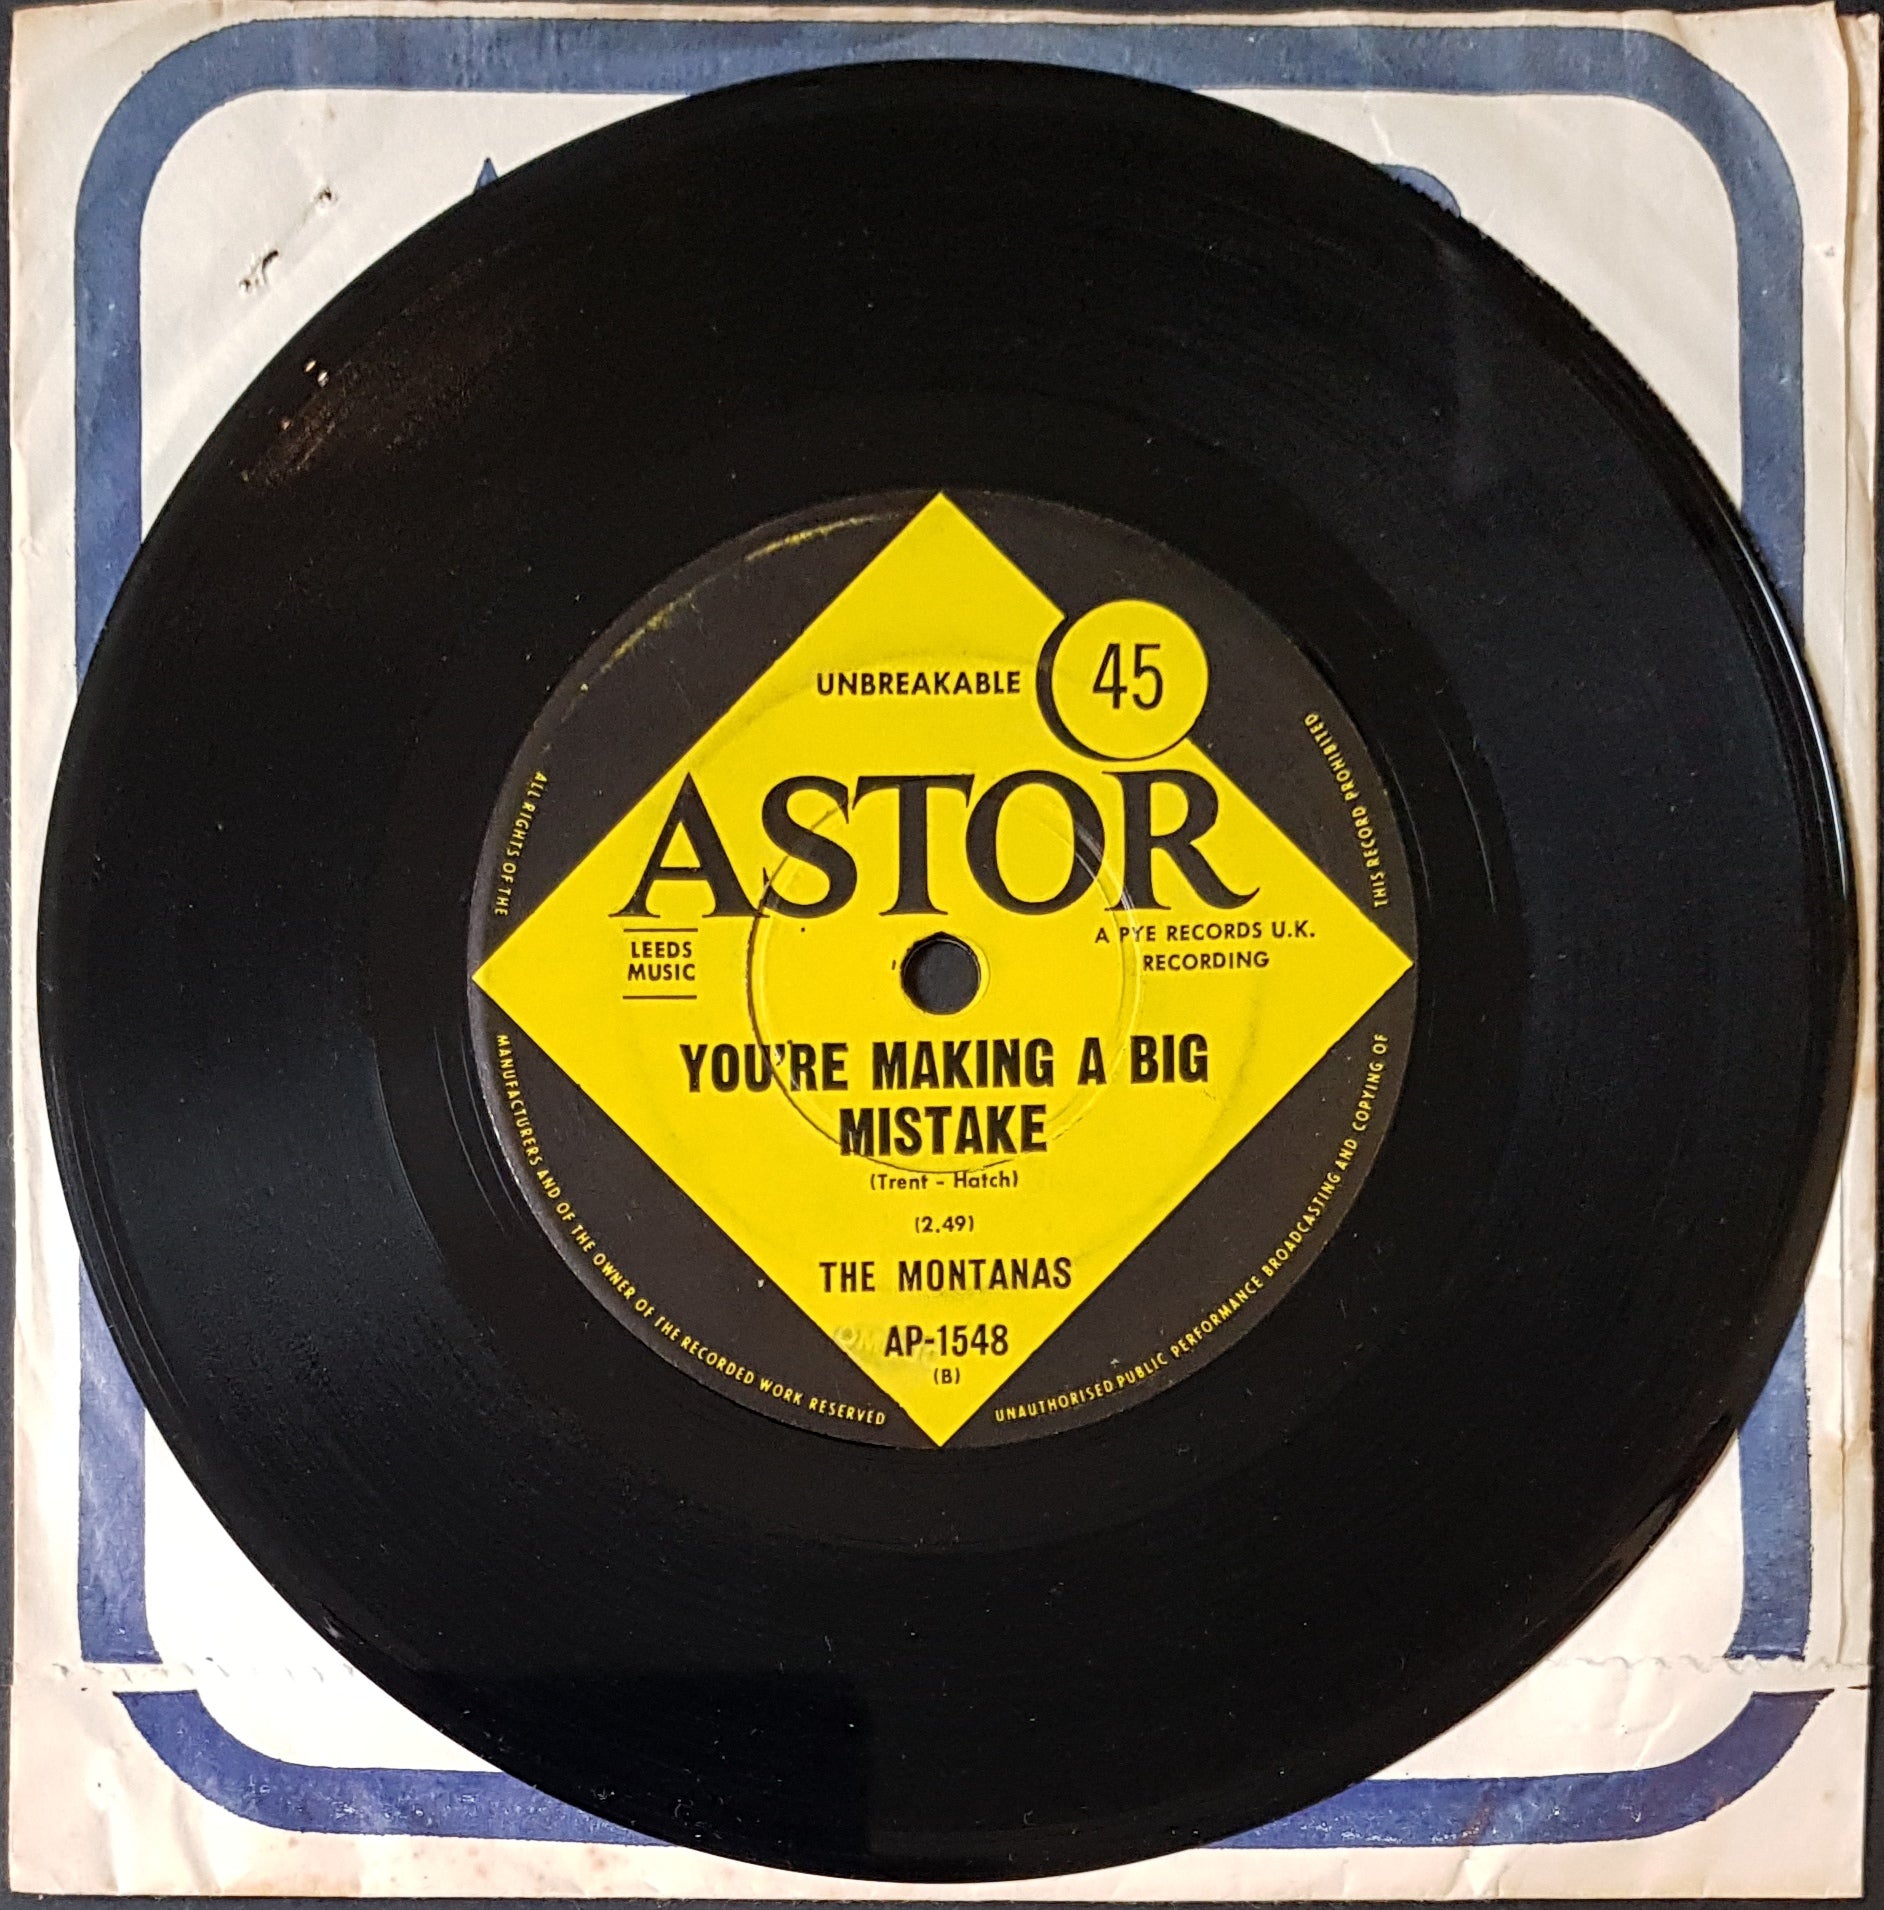 UNBREAKABLE
45
ASTOR
LEEDS
MUSIC
A PYE RECORDS U.K.
RECORDING
YOU'RE MAKING A BIG
MISTAKE
(Trent - Hatch)
(2.49)
THE MONTANAS
AP-1548
(B)
ALL RIGHTS OF THE
MANUFACTURERS AND OF THE OWNER OF THE RECORDED WORK RESERVED
UNAUTHORISED PUBLIC PERFORMANCE BROADCASTING AND COPYING OF
THIS RECORD PROHIBITED